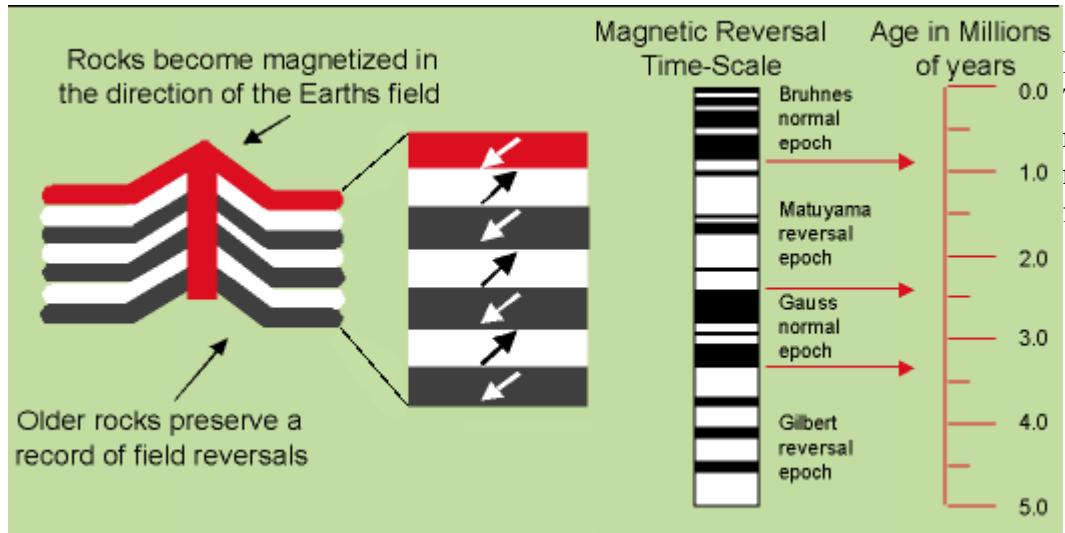 Rocks become magnetized in
the direction of the Earths field
Older rocks preserve a
record of field reversals
Magnetic Reversal
Time-Scale
Bruhnes
normal
epoch
Matuyama
reversal
epoch
Gauss
normal
epoch
Gilbert
reversal
epoch
Age in Millions
of years
0.0
1.0
2.0
3.0
4.0
5.0